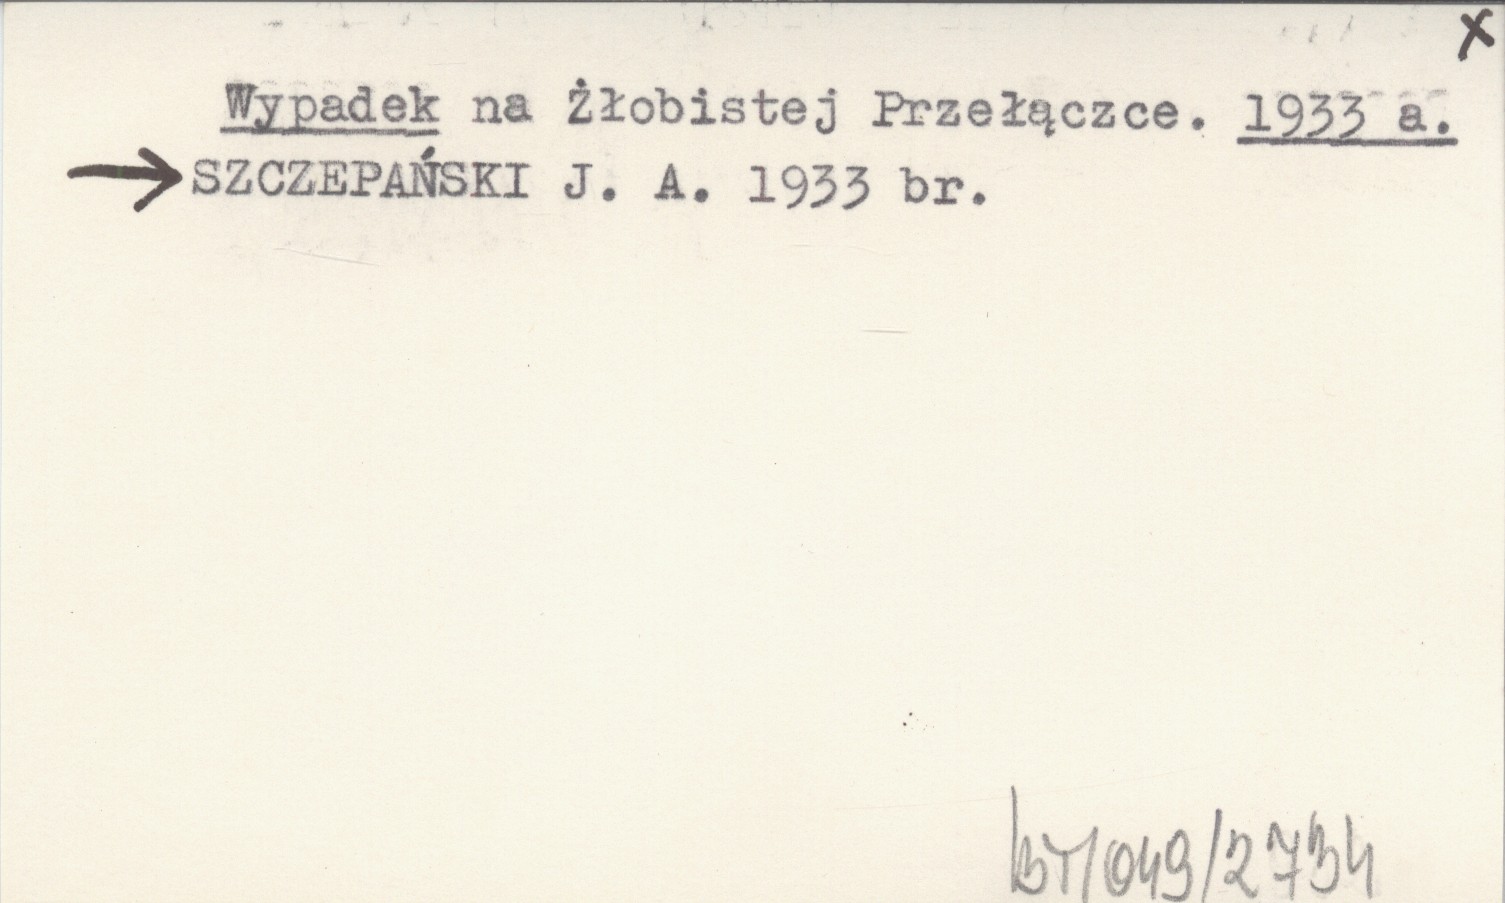 x
Wypadek na Żłobistej Przełączce. 1933 a.
→ SZCZEPAŃSKI J. A. 1933 br.
BT/049/2734